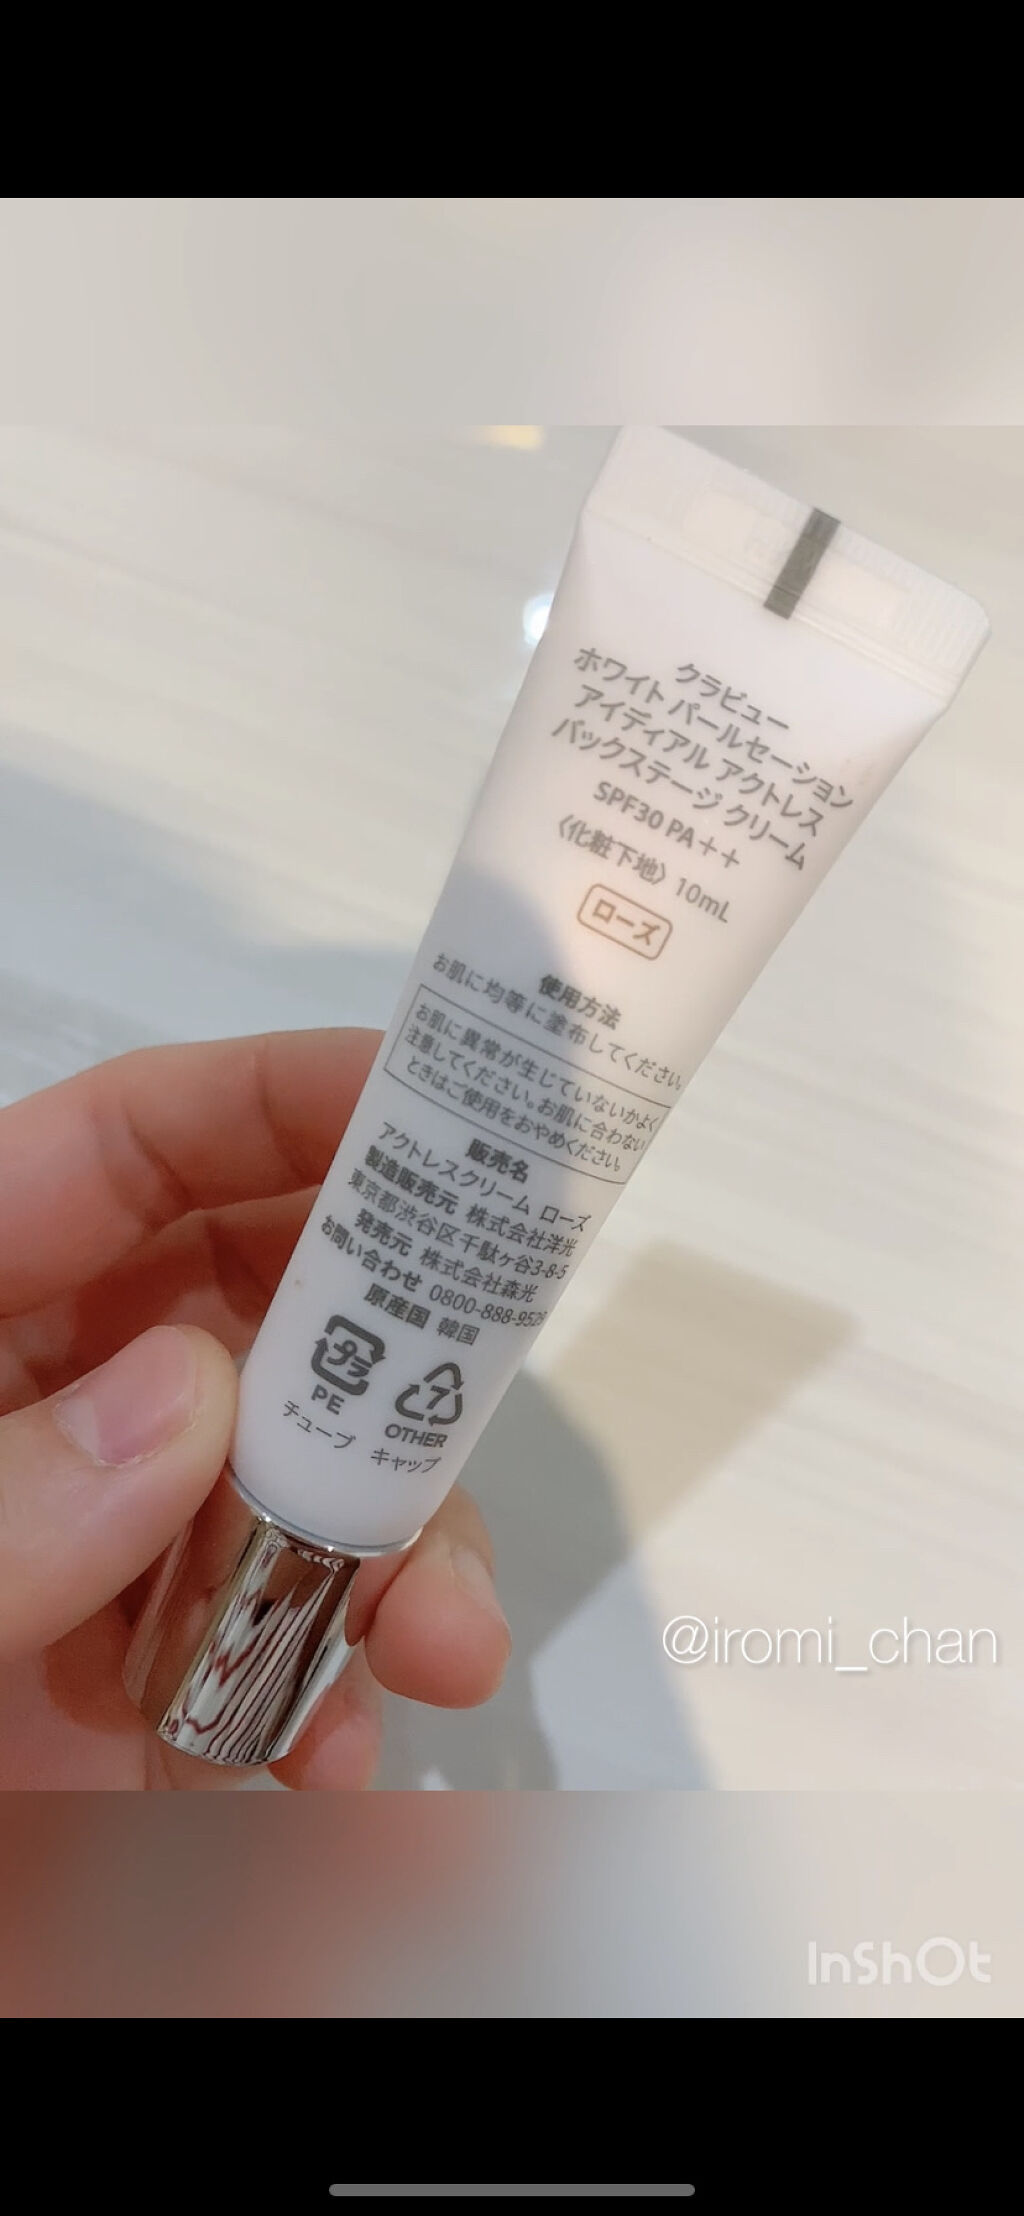 クラビュー
ホワイト パールセーション
アイディアル アクトレス
バックステージ クリーム
SPF30 PA++
〈化粧下地〉 10mL
ローズ
使用方法
お肌に均等に塗布してください。
お肌に異常が生じていないかよく
注意してください。お肌に合わない
ときはご使用をおやめください。
販売名
アクトレスクリーム ローズ
製造販売元 株式会社洋光
東京都渋谷区千駄ヶ谷3-8-5
発売元 株式会社森光
お問い合わせ 0800-888-952
原産国 韓国
プラ
PE
チューブ
7
OTHER
キャップ
@iromi_chan
InShOt